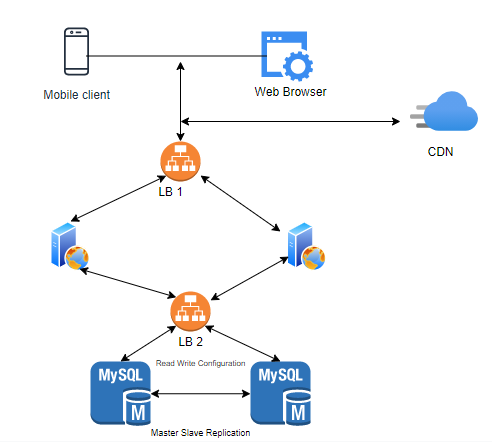 Mobile client
Web Browser
CDN
LB 1
LB 2
Read Write Configuration
MySQL
M
MySQL
M
Master Slave Replication